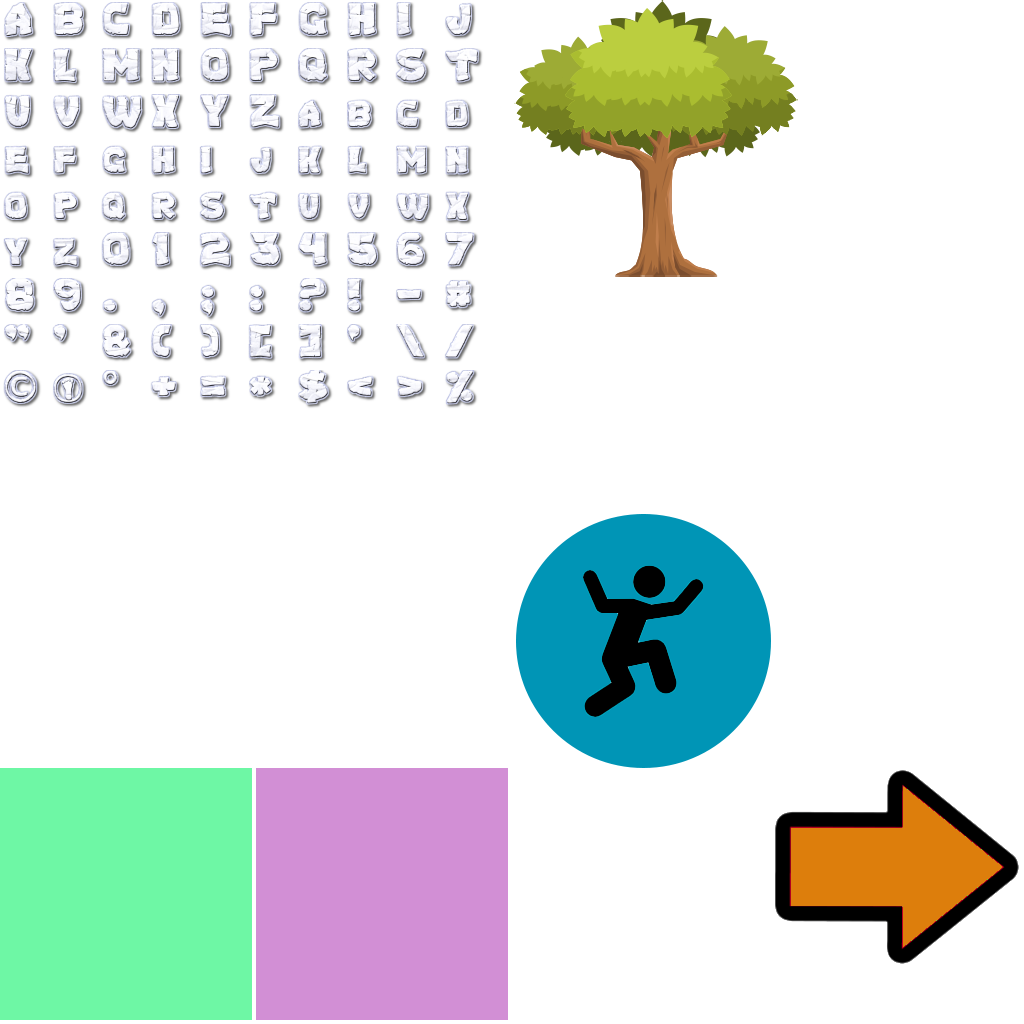 A B C D E F G H I J
K L M N O P Q R S T
U V W X Y Z A B C D
E F G H I J K L M N
O P Q R S T U V W X
Y Z 0 1 2 3 4 5 6 7
8 9 . , ; : ? ! - #
" ' & ( ) [ ] ' \ /
© ° + = * $ < > %